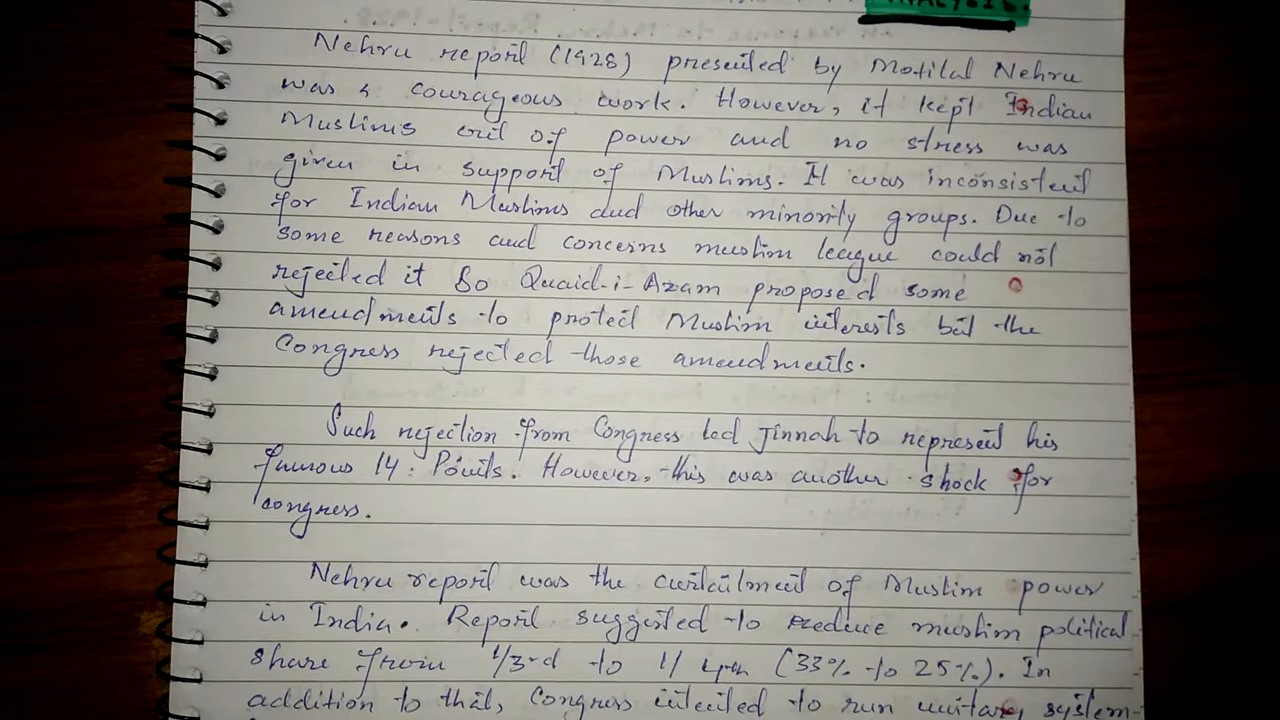 ANALYSIS.
Nehru report (1928) presented by Motilal Nehru
was a courageous work. However, it kept Indian
Muslims out of power and no stress was
given in support of Muslims. It was inconsistent
for Indian Muslims and other minority groups. Due to
some reasons and concerns muslim league could not
rejected it So Quaid-i-Azam proposed some
amendments to protect Muslim interests but the
Congress rejected those amendments.
Such rejection from Congress led Jinnah to represent his
famous 14: Points. However, this was another shock for
congress.
Nehru report was the curtailment of Muslim power
in India. Report suggested to reduce muslim political
share from 1/3rd to 1/4th (33% to 25%). In
addition to that, Congress intented to run unitary system